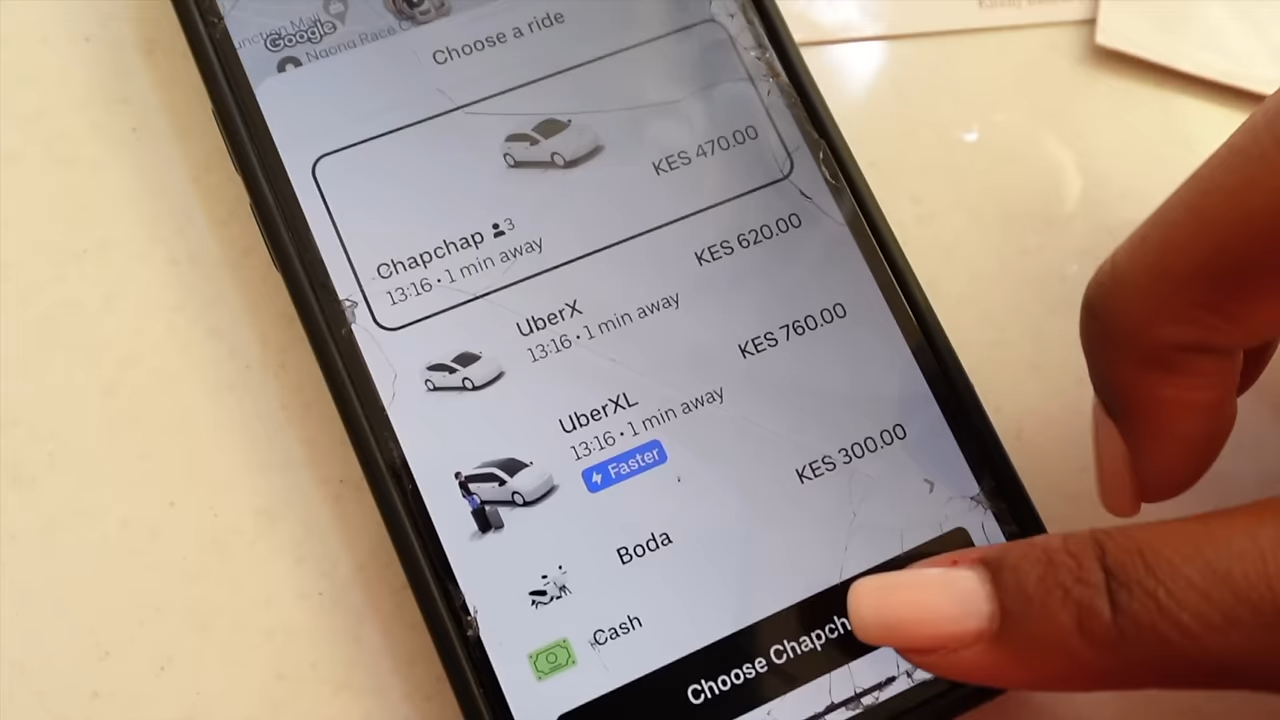 Google
Ngong Race
Choose a ride
KES 470.00
Chapchap 3
13:16 • 1 min away
KES 620.00
UberX
13:16 • 1 min away
KES 760.00
UberXL
13:16 • 1 min away
Faster
KES 300.00
Boda
Cash
Choose Chapch